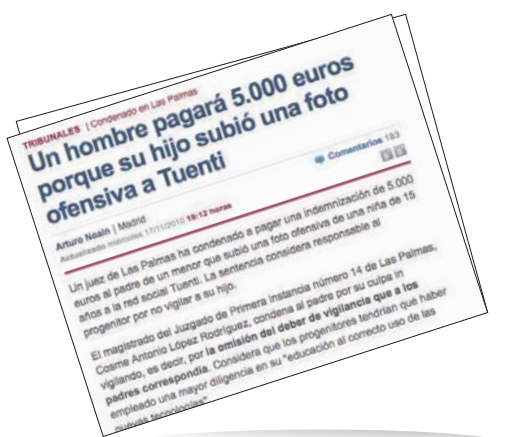 TRIBUNALES | Condenado en Las Palmas
Un hombre pagará 5.000 euros
porque su hijo subió una foto
ofensiva a Tuenti
Comentarios 183
Arturo Neain | Madrid
Actualizado miércoles 17/11/2010 19:12 horas
Un juez de Las Palmas ha condenado a pagar una indemnización de 5.000
euros al padre de un menor que subió una foto ofensiva de una niña de 15
años a la red social Tuenti. La sentencia considera responsable al
progenitor por no vigilar a su hijo.
El magistrado del Juzgado de Primera Instancia número 14 de Las Palmas,
Cosme Antonio López Rodríguez, condena al padre por su culpa in
vigilando, es decir, por la omisión del deber de vigilancia que a los
padres correspondía. Considera que los progenitores tendrían que haber
empleado una mayor diligencia en su "educación al correcto uso de las
nuevas tecnologías"